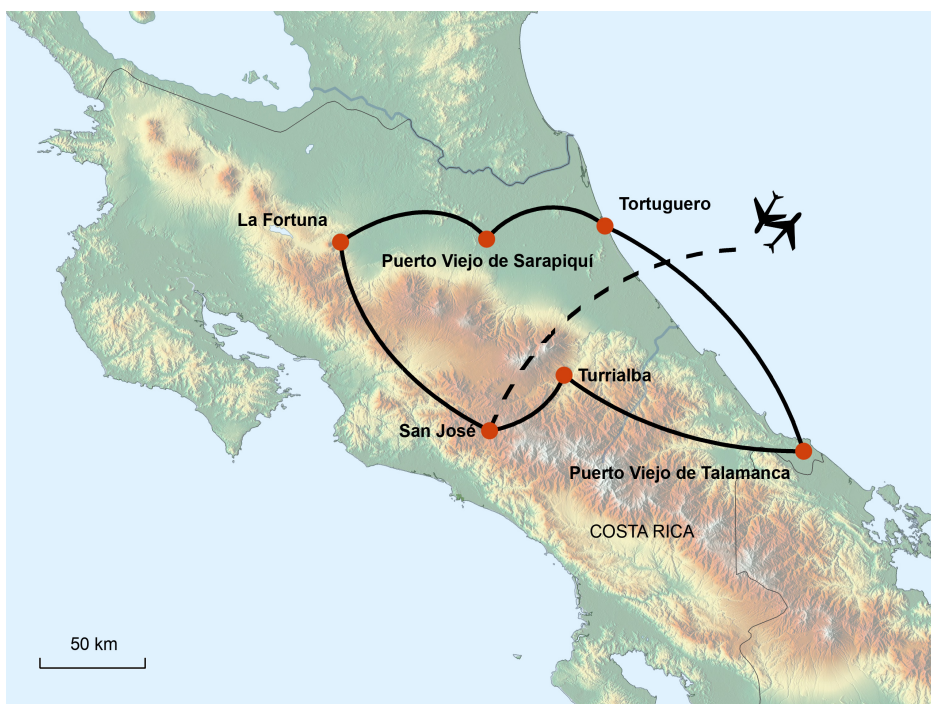 Tortuguero
La Fortuna
Puerto Viejo de Sarapiquí
Turrialba
San José
Puerto Viejo de Talamanca
COSTA RICA
50 km